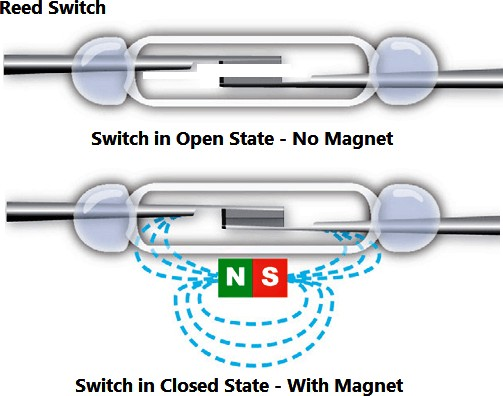 Reed Switch
Switch in Open State - No Magnet
N S
Switch in Closed State - With Magnet